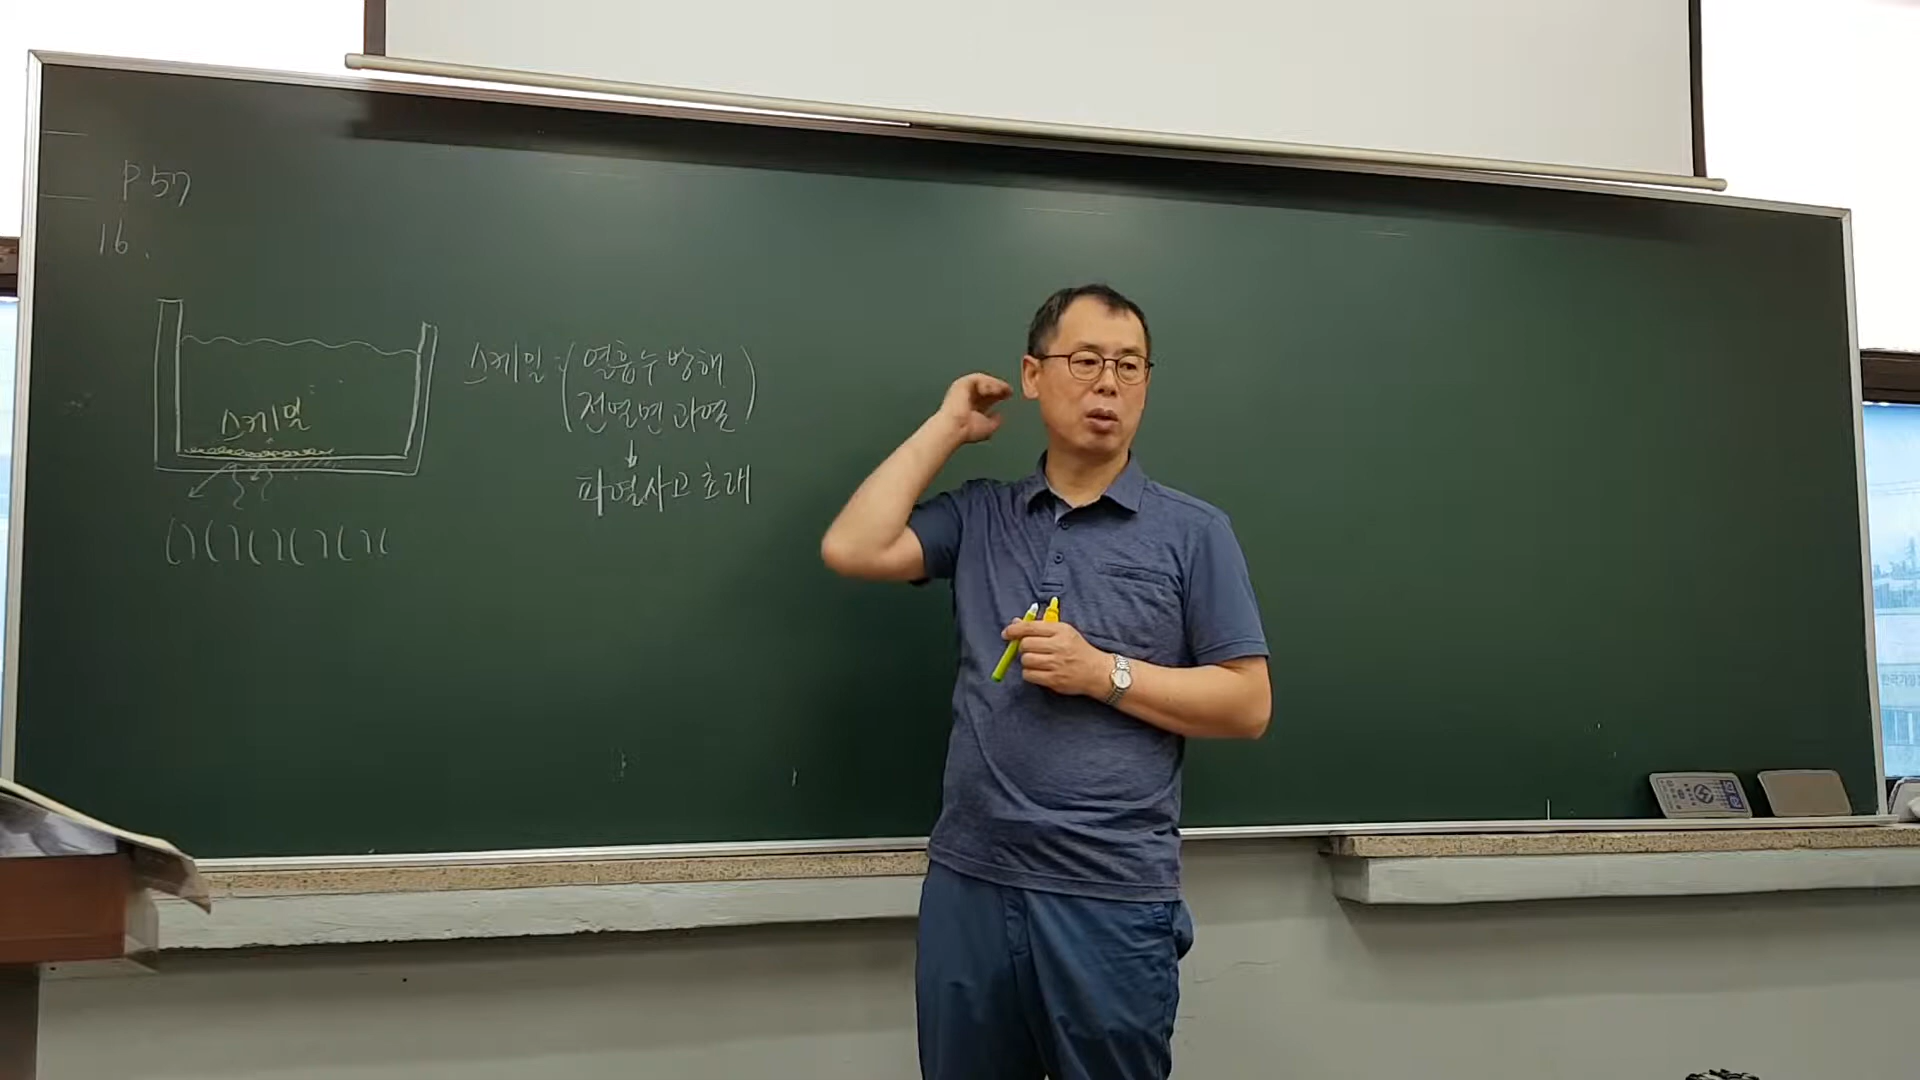 P 57
16.
스케일 : ( 열흡수 방해
전열면 과열 )
↓
파열사고 초래
스케일